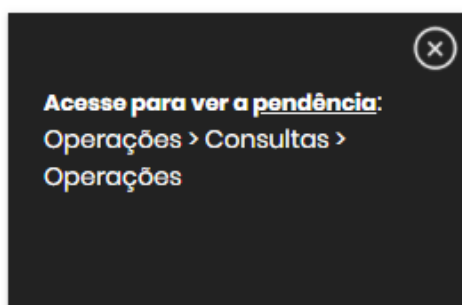 Acesse para ver a pendência:
Operações > Consultas >
Operações